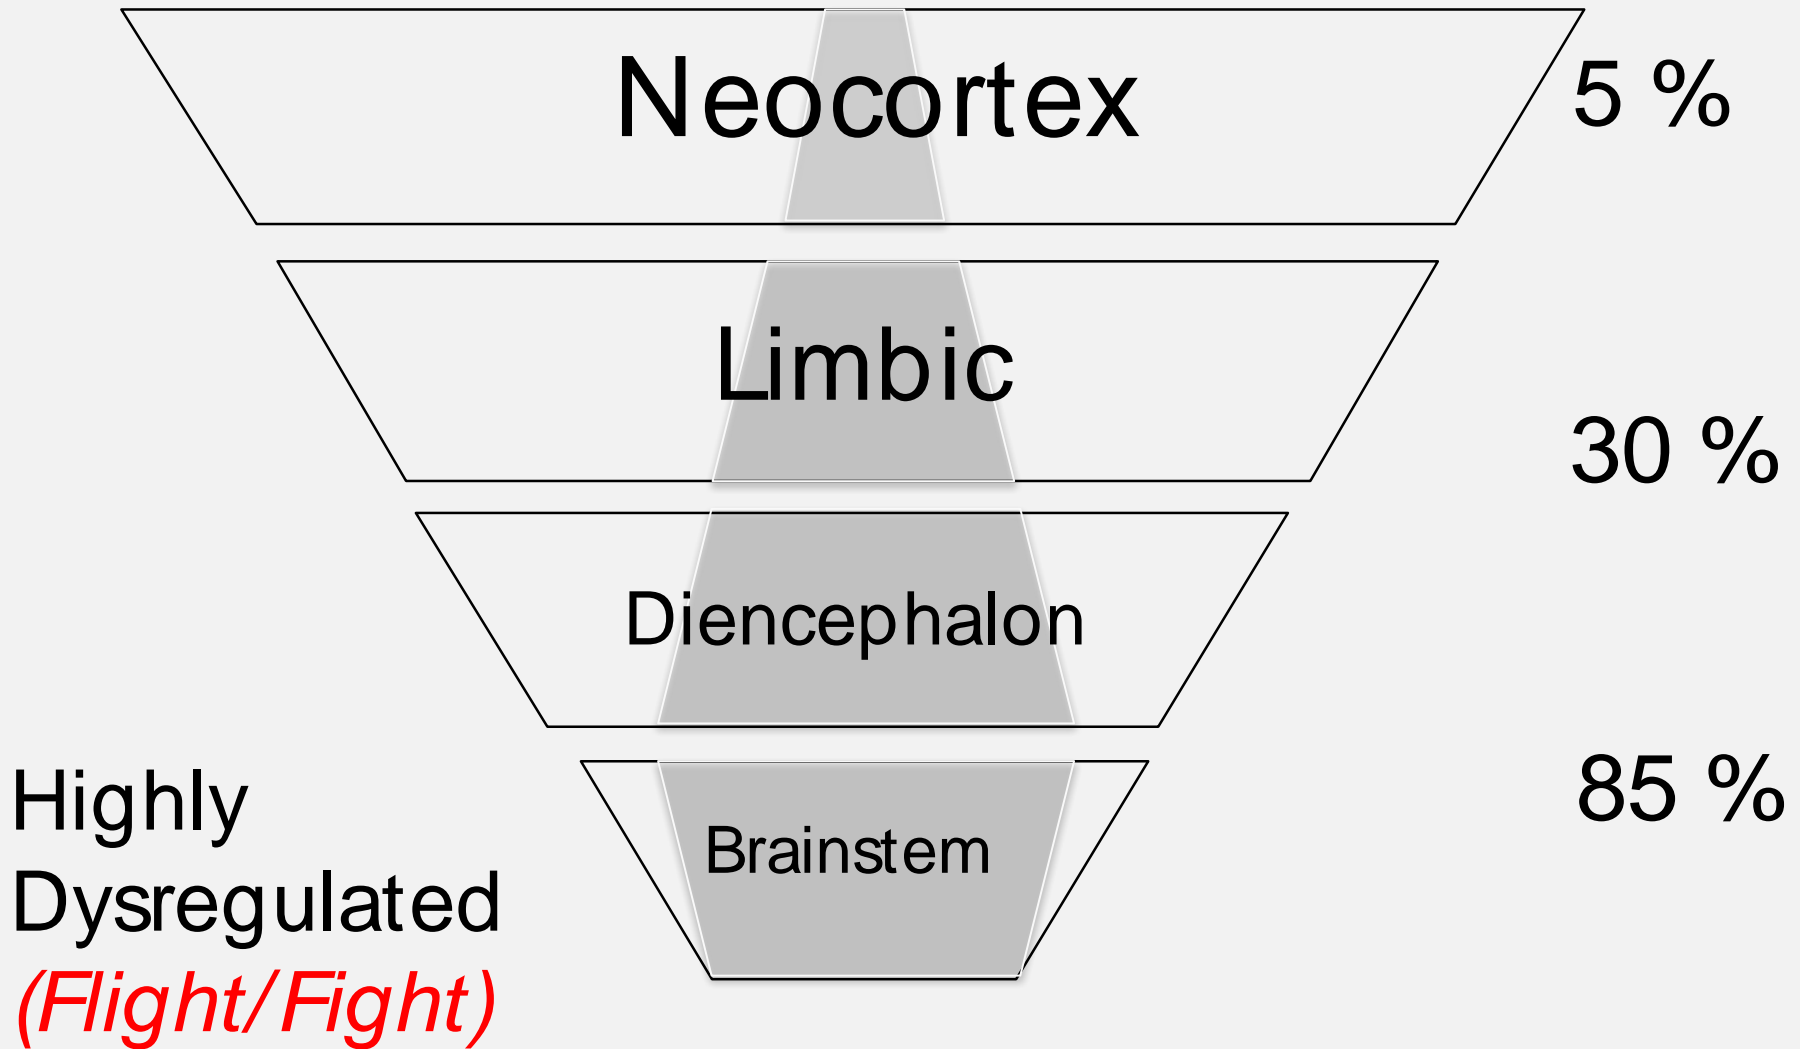 Neocortex
5 %
Limbic
30 %
Diencephalon
85 %
Brainstem
Highly
Dysregulated
(Flight/Fight)